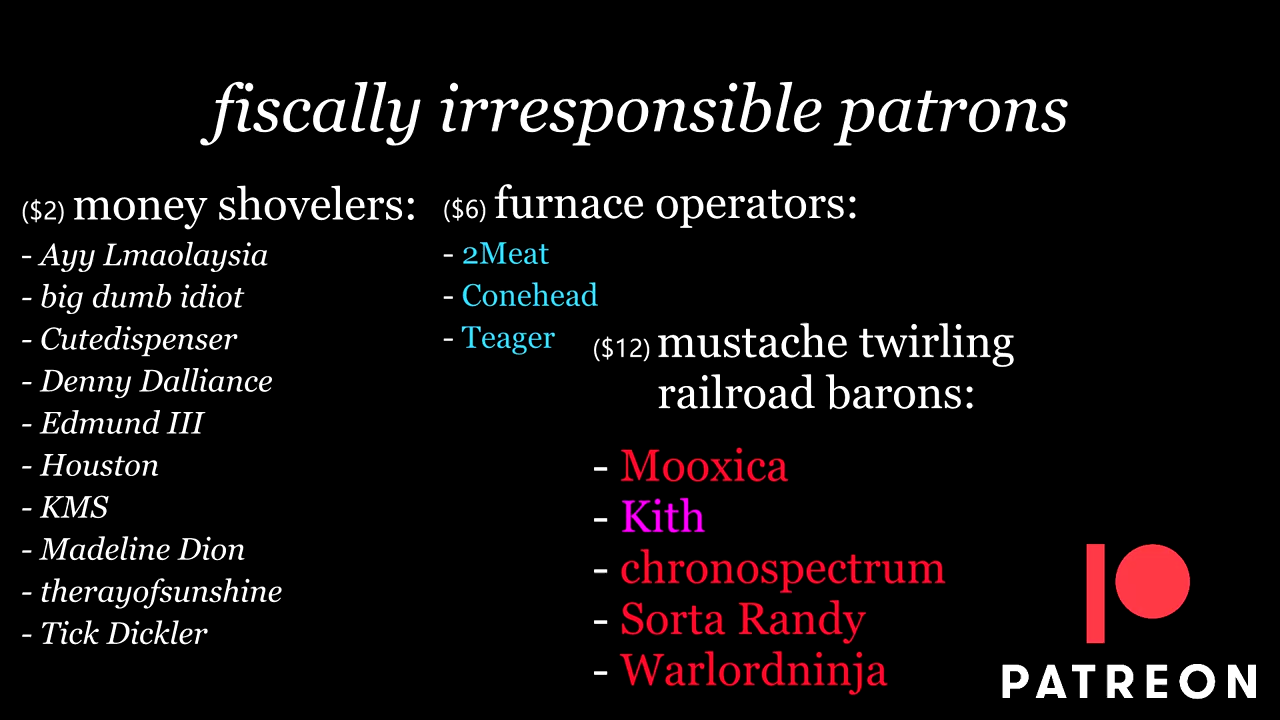 fiscally irresponsible patrons
($2) money shovelers:
- Ayy Lmaolaysia
- big dumb idiot
- Cutedispenser
- Denny Dalliance
- Edmund III
- Houston
- KMS
- Madeline Dion
- therayofsunshine
- Tick Dickler
($6) furnace operators:
- 2Meat
- Conehead
- Teager
($12) mustache twirling
railroad barons:
- Mooxica
- Kith
- chronospectrum
- Sorta Randy
- Warlordninja
PATREON